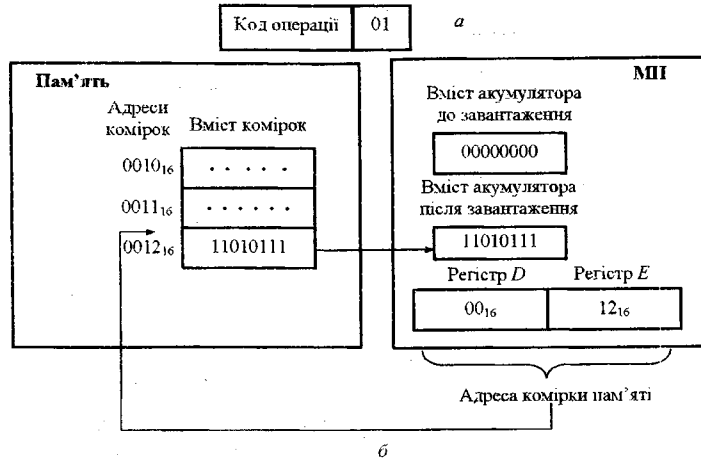 Код операції 01 а
Пам’ять
МП
Адреси комірок
Вміст комірок
0010₁₆ . . . . .
0011₁₆ . . . . . .
0012₁₆ 11010111
Вміст акумулятора
до завантаження
00000000
Вміст акумулятора
після завантаження
11010111
Регістр D Регістр E
00₁₆ 12₁₆
Адреса комірки пам’яті
б